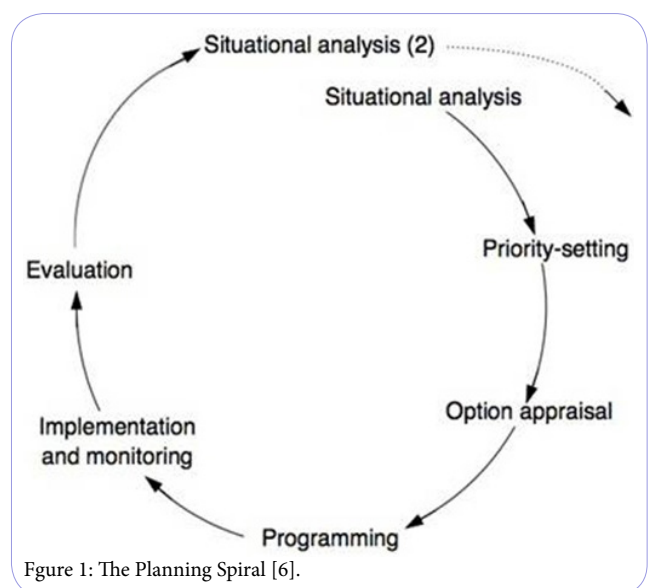 Situational analysis (2)
Situational analysis
Priority-setting
Option appraisal
Programming
Implementation
and monitoring
Evaluation
Fgure 1: The Planning Spiral [6].